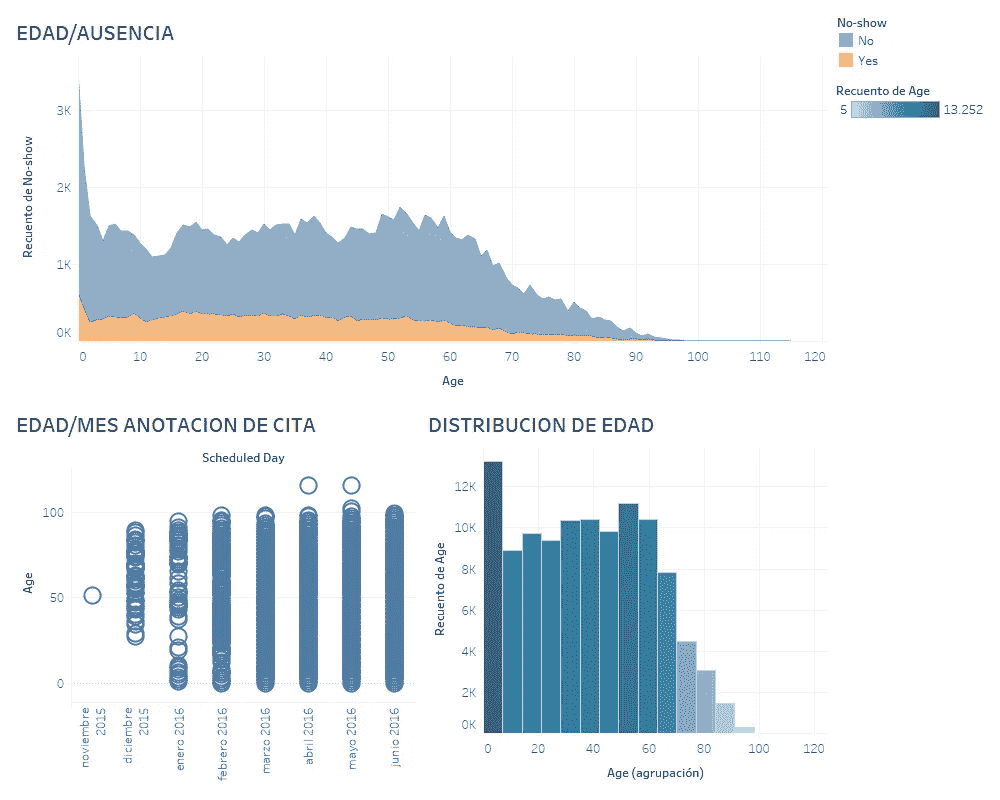 EDAD/AUSENCIA
No-show
No
Yes
Recuento de Age
5 13.252
Recuento de No-show
3K
2K
1K
0K
0 10 20 30 40 50 60 70 80 90 100 110 120
Age
EDAD/MES ANOTACION DE CITA
Scheduled Day
Age
100
50
0
noviembre
2015
diciembre
2015
enero 2016
febrero 2016
marzo 2016
abril 2016
mayo 2016
junio 2016
DISTRIBUCION DE EDAD
Recuento de Age
12K
10K
8K
6K
4K
2K
0K
0 20 40 60 80 100 120
Age (agrupación)